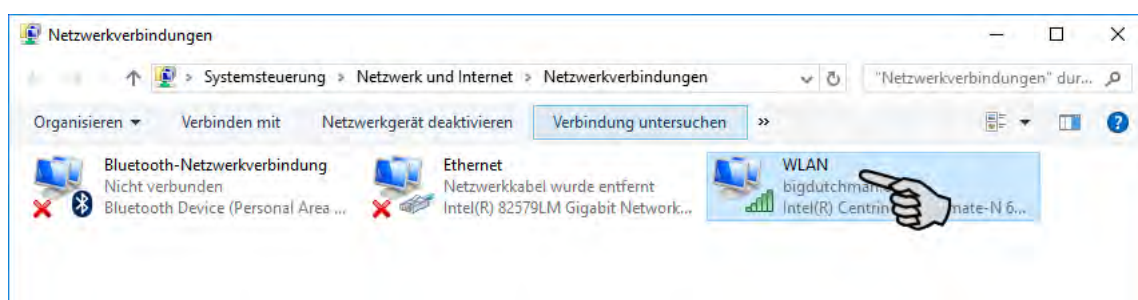 Netzwerkverbindungen
Systemsteuerung > Netzwerk und Internet > Netzwerkverbindungen
"Netzwerkverbindungen" dur...
Organisieren Verbinden mit Netzwerkgerät deaktivieren Verbindung untersuchen »
Bluetooth-Netzwerkverbindung
Nicht verbunden
Bluetooth Device (Personal Area ...
Ethernet
Netzwerkkabel wurde entfernt
Intel(R) 82579LM Gigabit Network...
WLAN
Intel(R)